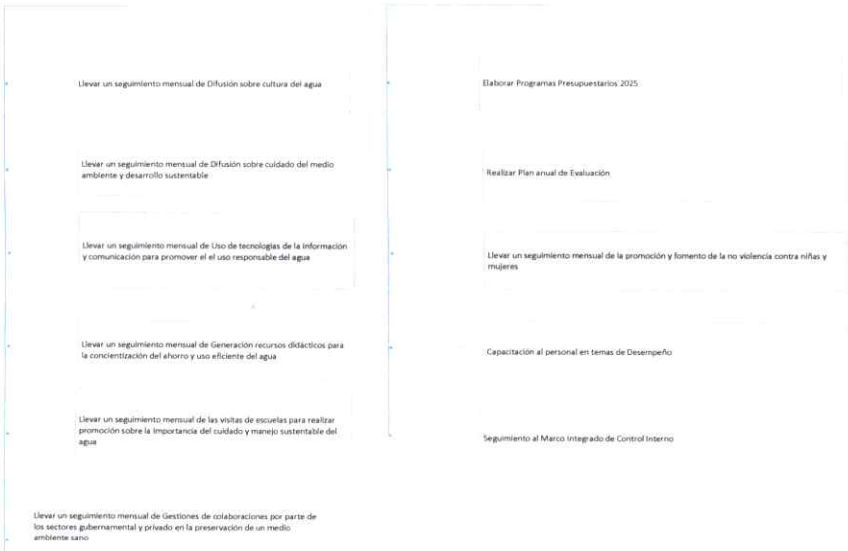 Llevar un seguimiento mensual de Difusión sobre cultura del agua
Llevar un seguimiento mensual de Difusión sobre cuidado del medio
ambiente y desarrollo sustentable
Llevar un seguimiento mensual de Uso de tecnologías de la información
y comunicación para promover el el uso responsable del agua
Llevar un seguimiento mensual de Generación recursos didácticos para
la concientización del ahorro y uso eficiente del agua
Llevar un seguimiento mensual de las visitas de escuelas para realizar
promoción sobre la importancia del cuidado y manejo sustentable del
agua
Llevar un seguimiento mensual de Gestiones de colaboraciones por parte de
los sectores gubernamental y privado en la preservación de un medio
ambiente sano
Elaborar Programas Presupuestarios 2025
Realizar Plan anual de Evaluación
Llevar un seguimiento mensual de la promoción y fomento de la no violencia contra niñas y
mujeres
Capacitación al personal en temas de Desempeño
Seguimiento al Marco Integrado de Control Interno